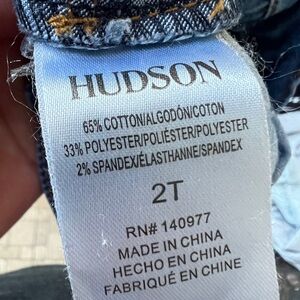 HUDSON
65% COTTON/ALGODÓN/COTON
33% POLYESTER/POLIÉSTER/POLYESTER
2% SPANDEX/ÉLASTHANNE/SPANDEX
2T
RN# 140977
MADE IN CHINA
HECHO EN CHINA
FABRIQUÉ EN CHINE